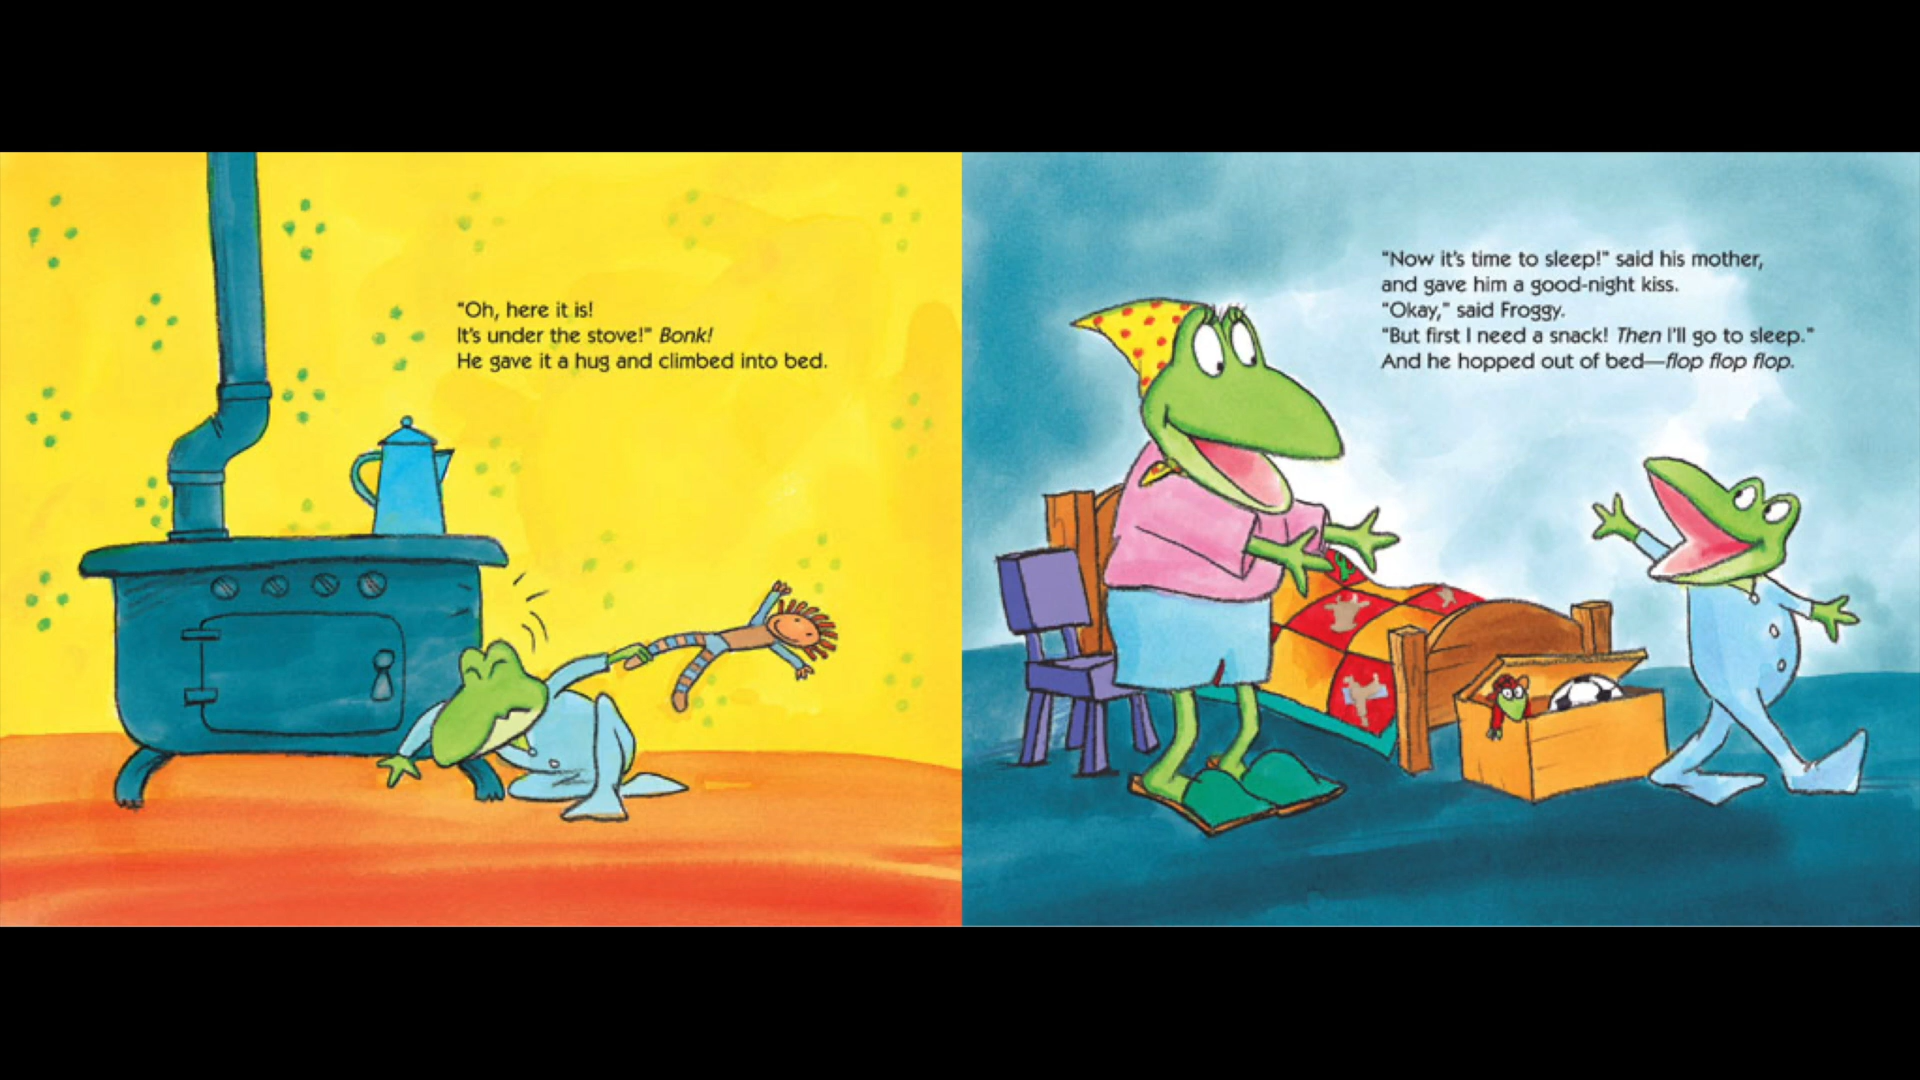 "Oh, here it is!
It's under the stove!" Bonk!
He gave it a hug and climbed into bed.
"Now it's time to sleep!" said his mother,
and gave him a good-night kiss.
"Okay," said Froggy.
"But first I need a snack! Then I'll go to sleep."
And he hopped out of bed—flop flop flop.